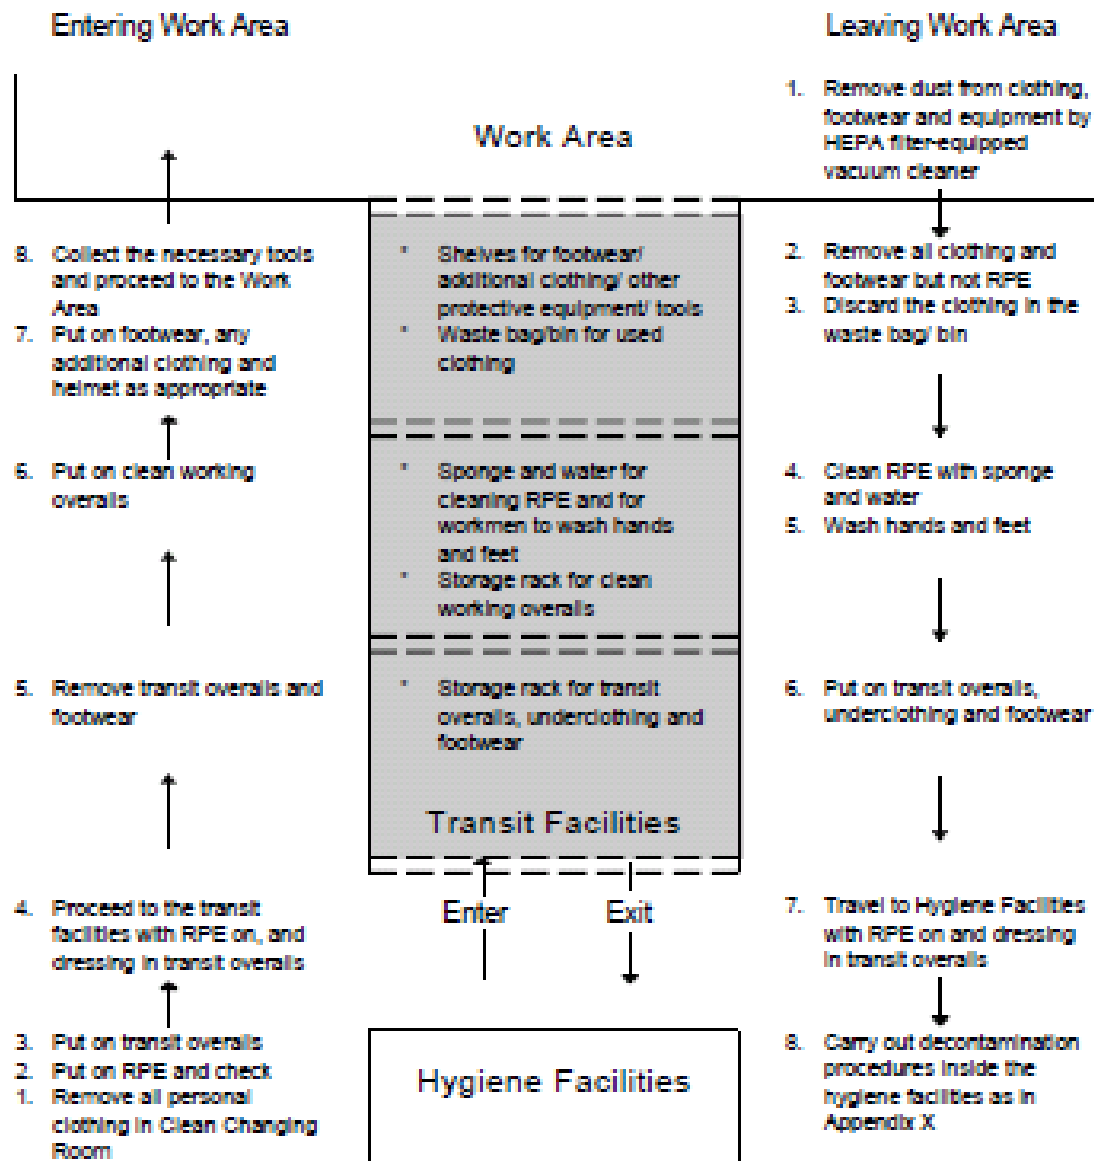 Entering Work Area
8. Collect the necessary tools
and proceed to the Work
Area
7. Put on footwear, any
additional clothing and
helmet as appropriate
6. Put on clean working
overalls
5. Remove transit overalls and
footwear
4. Proceed to the transit
facilities with RPE on, and
dressing in transit overalls
3. Put on transit overalls
2. Put on RPE and check
1. Remove all personal
clothing in Clean Changing
Room
Work Area
* Shelves for footwear/
additional clothing/ other
protective equipment/ tools
* Waste bag/bin for used
clothing
* Sponge and water for
cleaning RPE and for
workmen to wash hands
and feet
* Storage rack for clean
working overalls
* Storage rack for transit
overalls, underclothing and
footwear
Transit Facilities
Enter
Exit
Hygiene Facilities
Leaving Work Area
1. Remove dust from clothing,
footwear and equipment by
HEPA filter-equipped
vacuum cleaner
2. Remove all clothing and
footwear but not RPE
3. Discard the clothing in the
waste bag/ bin
4. Clean RPE with sponge
and water
5. Wash hands and feet
6. Put on transit overalls,
underclothing and footwear
7. Travel to Hygiene Facilities
with RPE on and dressing
in transit overalls
8. Carry out decontamination
procedures inside the
hygiene facilities as in
Appendix X